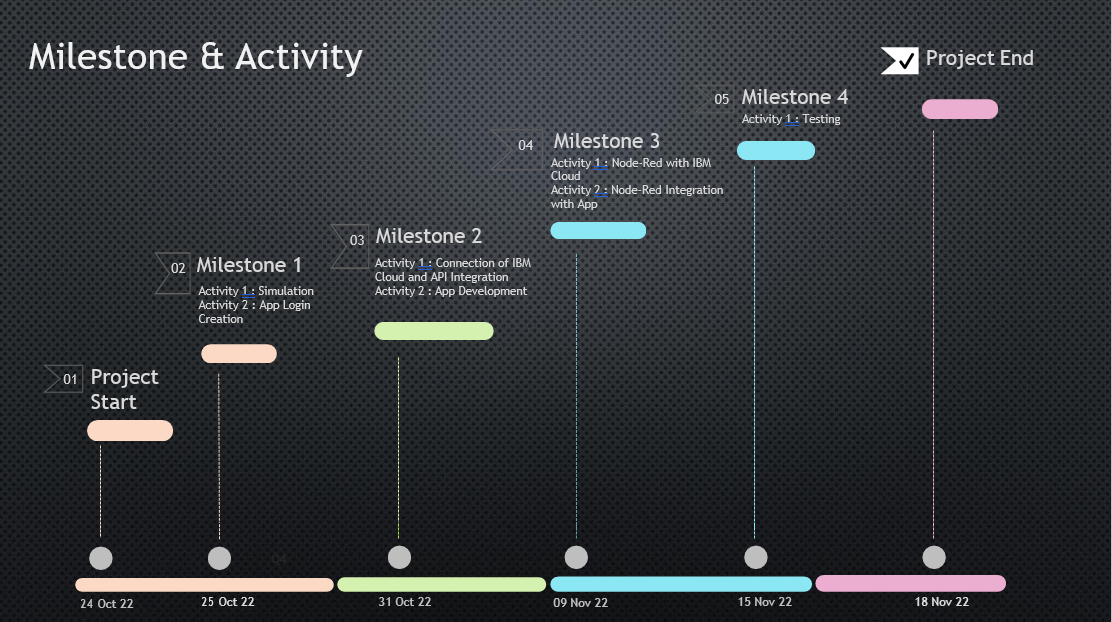 Milestone & Activity
Project End
05
Milestone 4
Activity 1 : Testing
04
Milestone 3
Activity 1 : Node-Red with IBM
Cloud
Activity 2 : Node-Red Integration
with App
03
Milestone 2
Activity 1 : Connection of IBM
Cloud and API Integration
Activity 2 : App Development
02
Milestone 1
Activity 1 : Simulation
Activity 2 : App Login
Creation
01
Project
Start
24 Oct 22
25 Oct 22
31 Oct 22
09 Nov 22
15 Nov 22
18 Nov 22